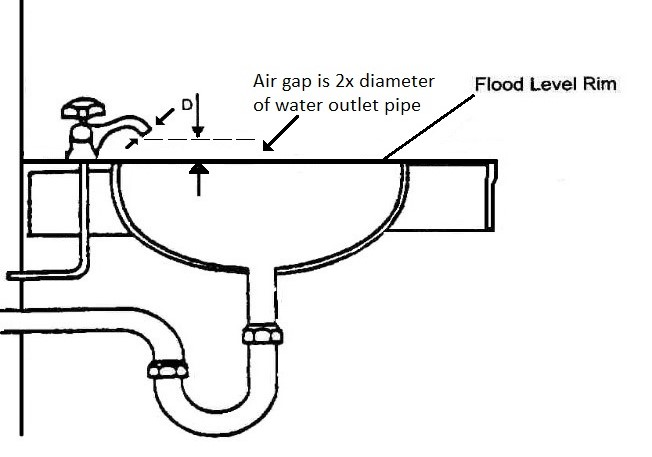 D
Air gap is 2x diameter
of water outlet pipe
Flood Level Rim